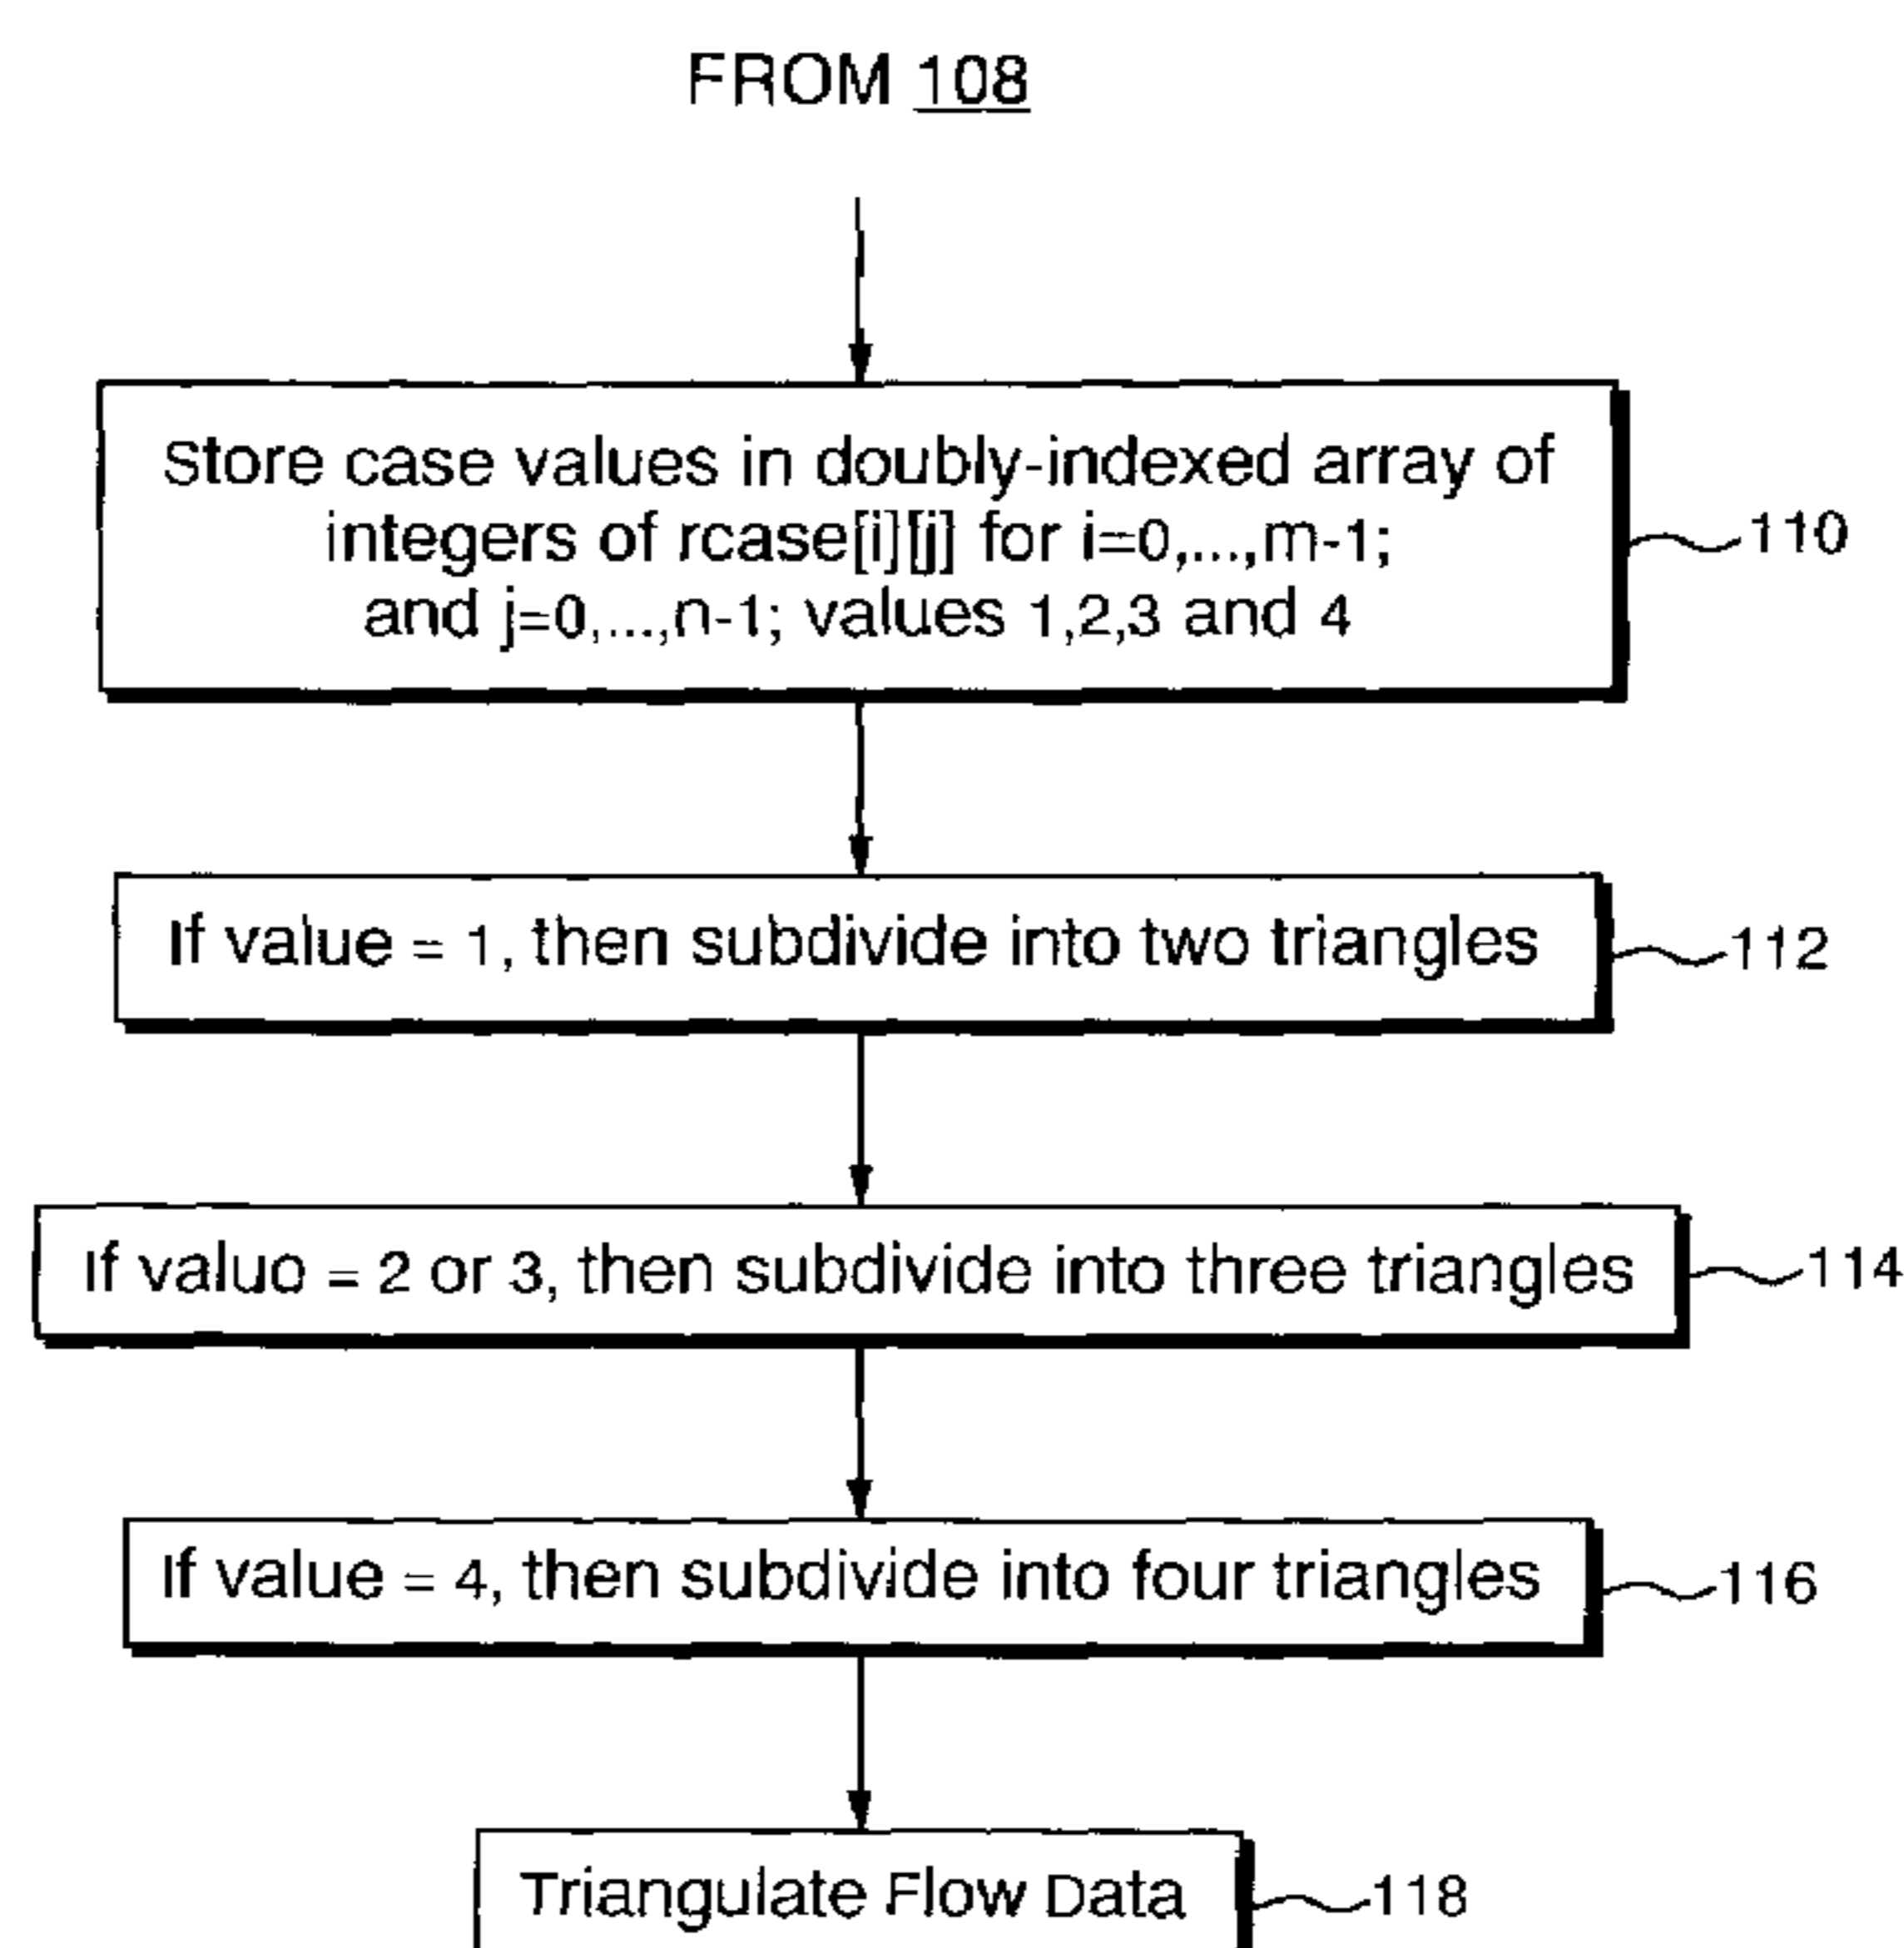 FROM 108
Store case values in doubly-indexed array of
integers of rcase[i][j] for i=0,...,m-1;
and j=0,...,n-1; values 1,2,3 and 4
110
If value = 1, then subdivide into two triangles
112
If value = 2 or 3, then subdivide into three triangles
114
If value = 4, then subdivide into four triangles
116
Triangulate Flow Data
118